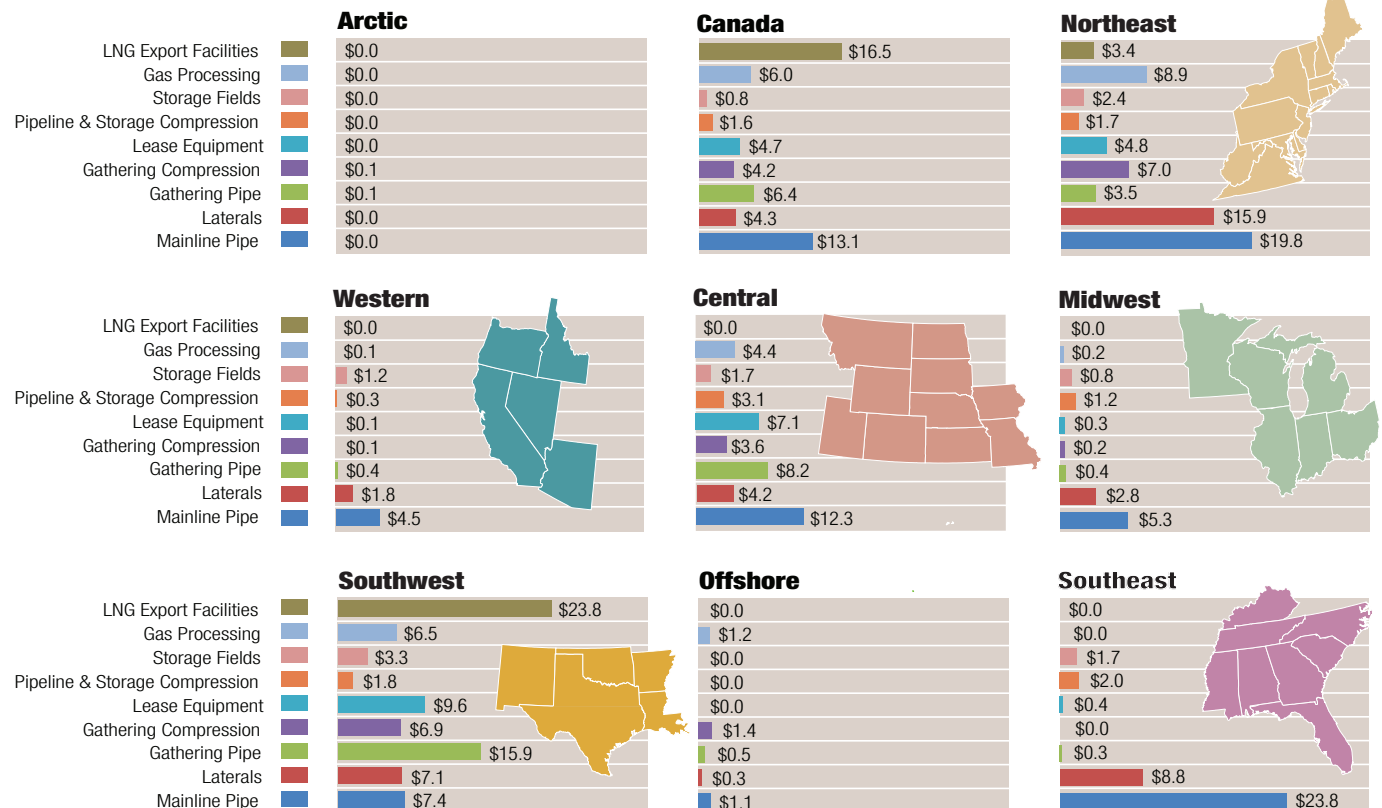 Arctic Canada Northeast
LNG Export Facilities $0.0 $16.5 $3.4
Gas Processing $0.0 $6.0 $8.9
Storage Fields $0.0 $0.8 $2.4
Pipeline & Storage Compression $0.0 $1.6 $1.7
Lease Equipment $0.0 $4.7 $4.8
Gathering Compression $0.1 $4.2 $7.0
Gathering Pipe $0.1 $6.4 $3.5
Laterals $0.0 $4.3 $15.9
Mainline Pipe $0.0 $13.1 $19.8
Western Central Midwest
LNG Export Facilities $0.0 $0.0 $0.0
Gas Processing $0.1 $4.4 $0.2
Storage Fields $1.2 $1.7 $0.8
Pipeline & Storage Compression $0.3 $3.1 $1.2
Lease Equipment $0.1 $7.1 $0.3
Gathering Compression $0.1 $3.6 $0.2
Gathering Pipe $0.4 $8.2 $0.4
Laterals $1.8 $4.2 $2.8
Mainline Pipe $4.5 $12.3 $5.3
Southwest Offshore Southeast
LNG Export Facilities $23.8 $0.0 $0.0
Gas Processing $6.5 $1.2 $0.0
Storage Fields $3.3 $0.0 $1.7
Pipeline & Storage Compression $1.8 $0.0 $2.0
Lease Equipment $9.6 $0.0 $0.4
Gathering Compression $6.9 $1.4 $0.0
Gathering Pipe $15.9 $0.5 $0.3
Laterals $7.1 $0.3 $8.8
Mainline Pipe $7.4 $1.1 $23.8